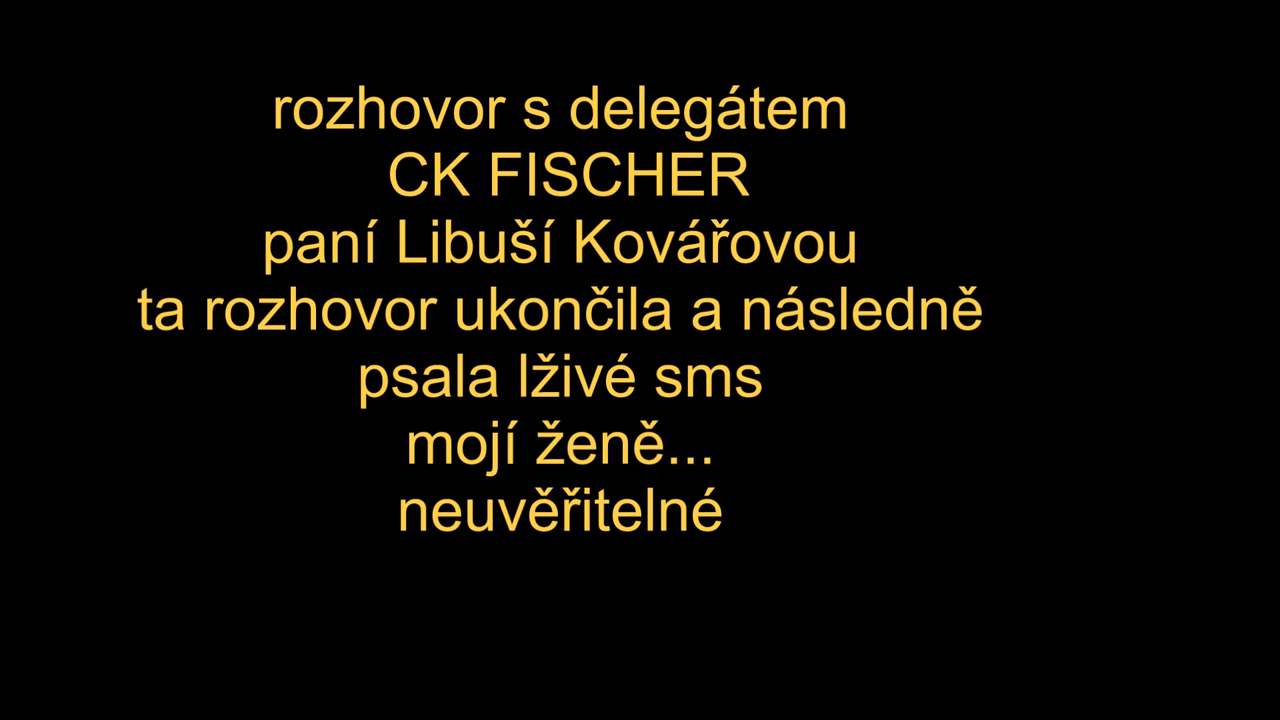 rozhovor s delegátem
CK FISCHER
paní Libuší Kovářovou
ta rozhovor ukončila a následně
psala lživé sms
mojí ženě...
neuvěřitelné